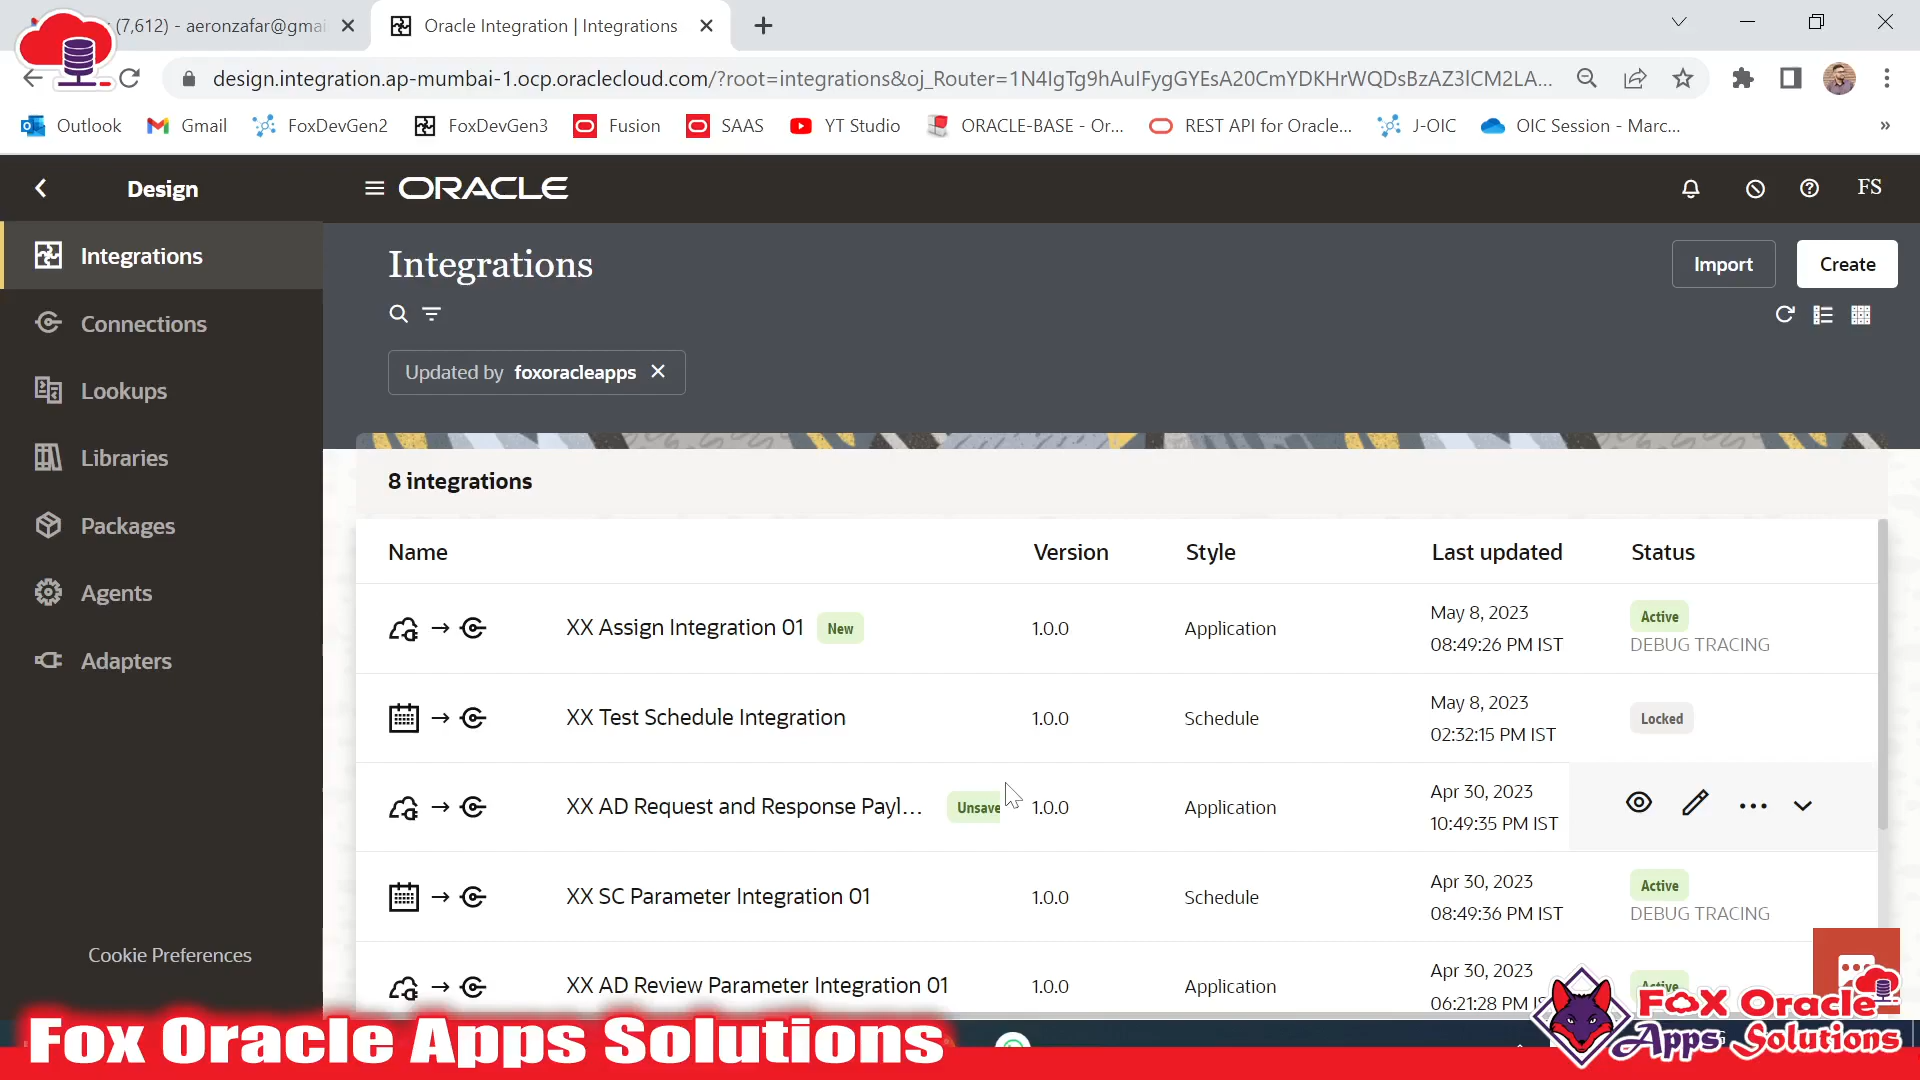 (7,612) - aeronzafar@gmai
Oracle Integration | Integrations
design.integration.ap-mumbai-1.ocp.oraclecloud.com/?root=integrations&oj_Router=1N4IgTg9hAuIFygGYEsA20CmYDKHrWQDsBzAZ3lCM2LA...
Outlook
Gmail
FoxDevGen2
FoxDevGen3
Fusion
SAAS
YT Studio
ORACLE-BASE - Or...
REST API for Oracle...
J-OIC
OIC Session - Marc...
»
Design
ORACLE
FS
Integrations
Connections
Lookups
Libraries
Packages
Agents
Adapters
Cookie Preferences
Integrations
Import
Create
Updated by foxoracleapps
8 integrations
Name Version Style Last updated Status
XX Assign Integration 01 New 1.0.0 Application May 8, 2023 08:49:26 PM IST Active DEBUG TRACING
XX Test Schedule Integration 1.0.0 Schedule May 8, 2023 02:32:15 PM IST Locked
XX AD Request and Response Payl... Unsave 1.0.0 Application Apr 30, 2023 10:49:35 PM IST
XX SC Parameter Integration 01 1.0.0 Schedule Apr 30, 2023 08:49:36 PM IST Active DEBUG TRACING
XX AD Review Parameter Integration 01 1.0.0 Application Apr 30, 2023 06:21:28 PM IS Active
Fox Oracle Apps Solutions
Fox Oracle
Apps Solutions